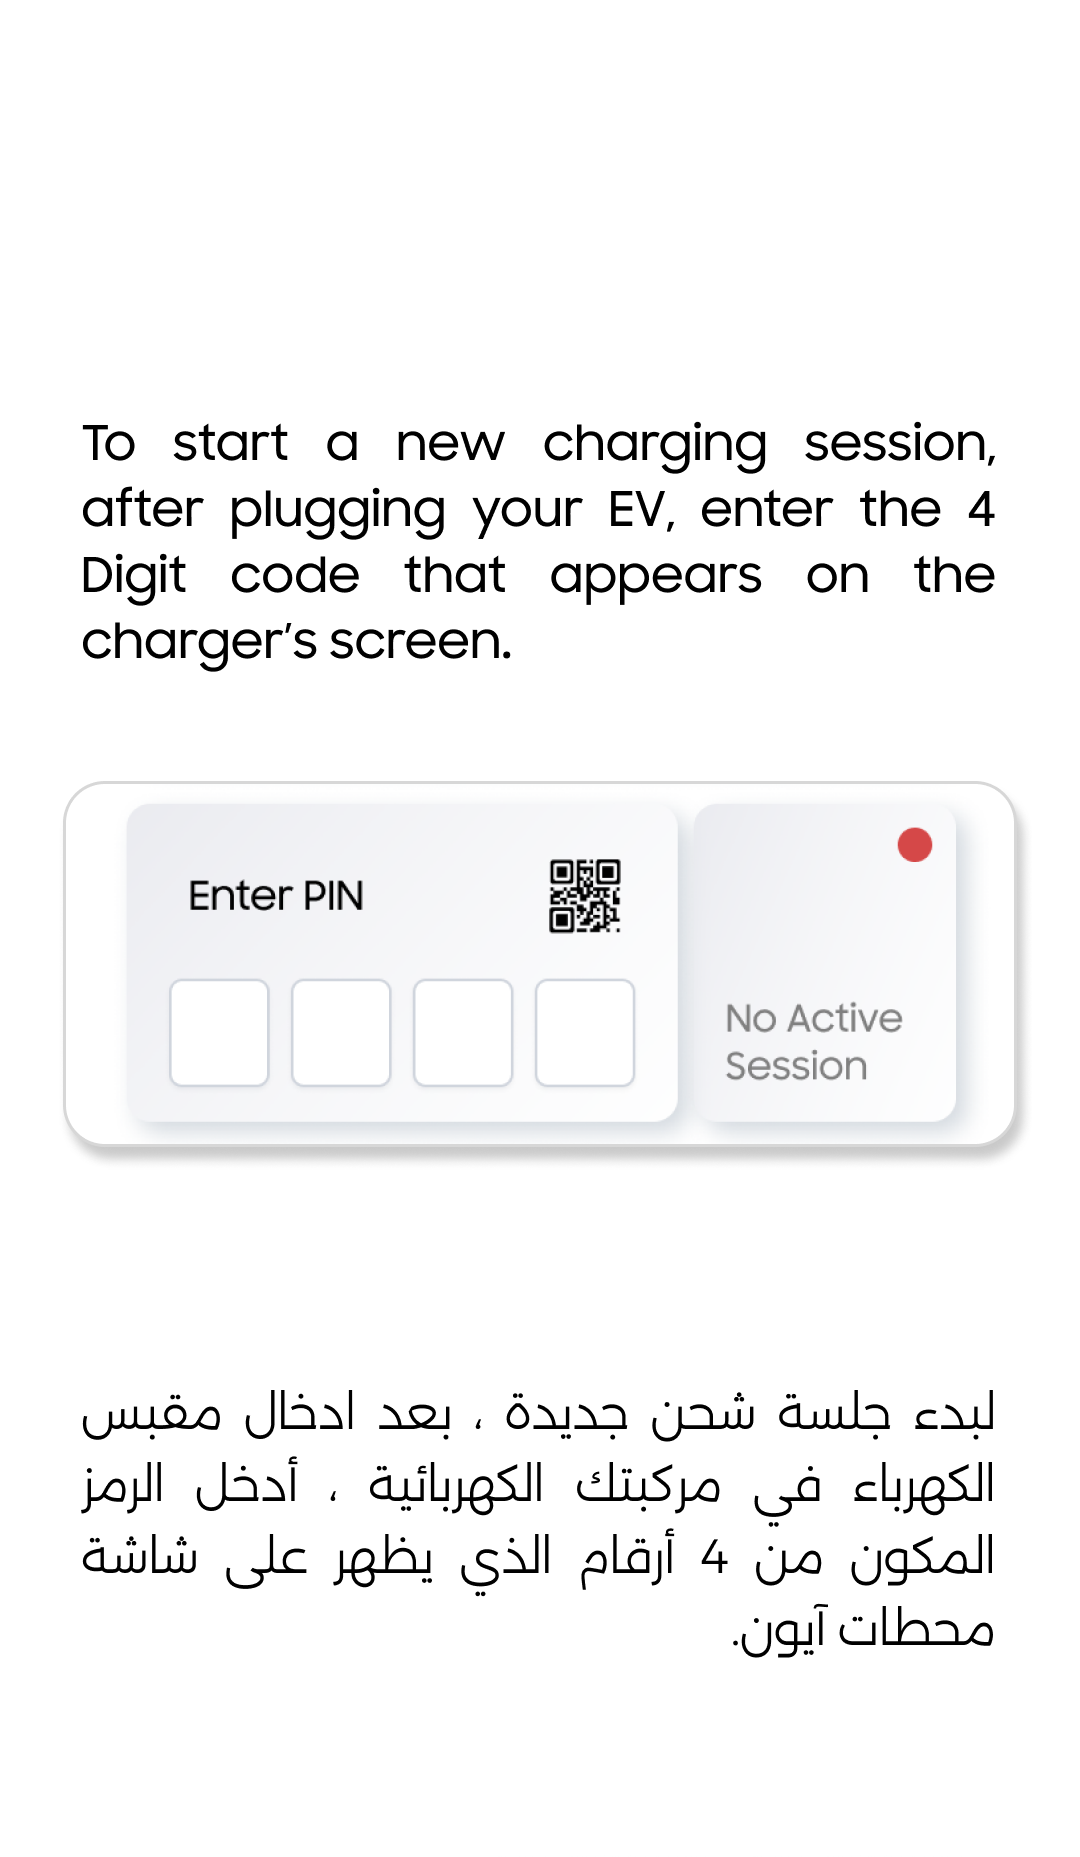 To start a new charging session,
after plugging your EV, enter the 4
Digit code that appears on the
charger’s screen.
Enter PIN
No Active
Session
لبدء جلسة شحن جديدة ، بعد ادخال مقبس
الكهرباء في مركبتك الكهربائية ، أدخل الرمز
المكون من 4 أرقام الذي يظهر على شاشة
محطات آيون.